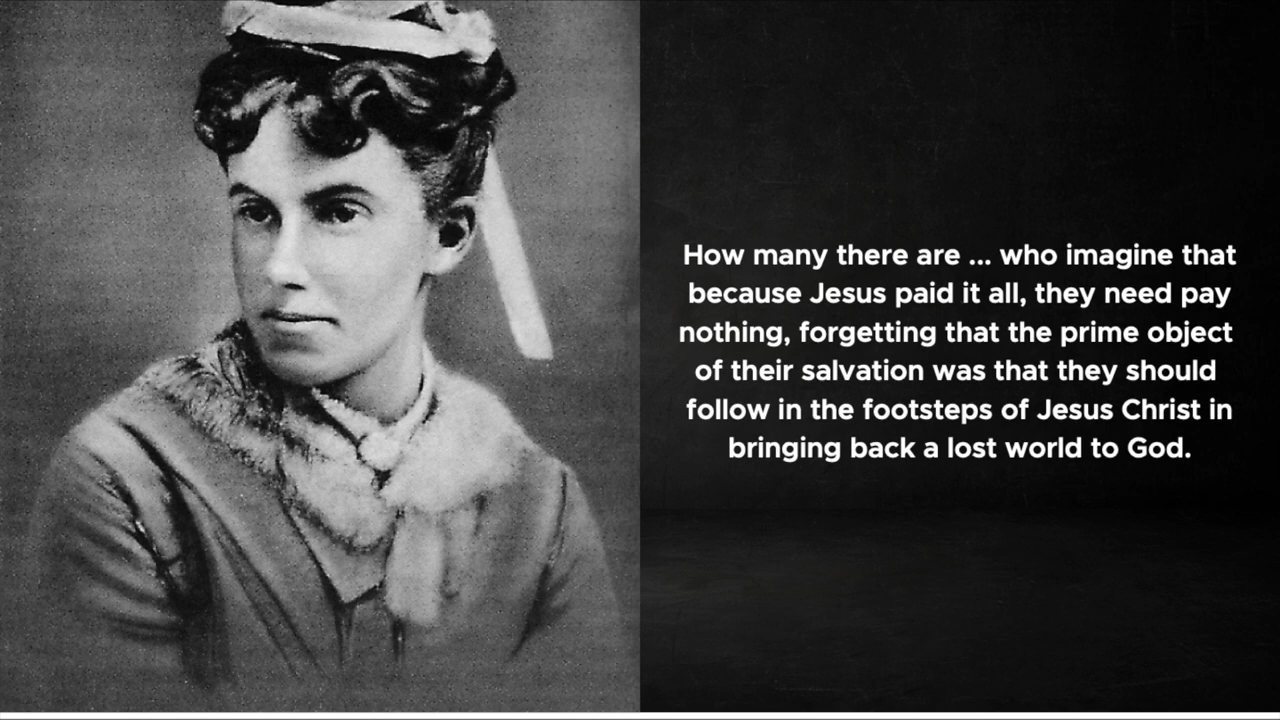 How many there are ... who imagine that
because Jesus paid it all, they need pay
nothing, forgetting that the prime object
of their salvation was that they should
follow in the footsteps of Jesus Christ in
bringing back a lost world to God.